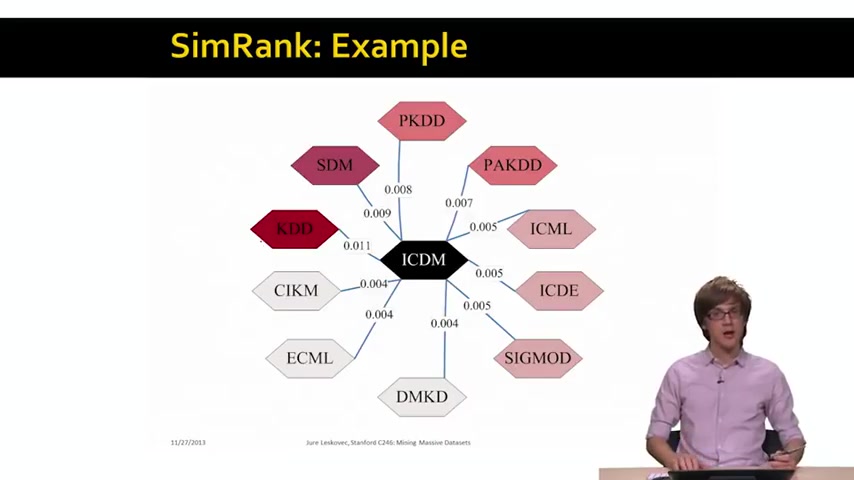 SimRank: Example
PKDD
SDM
PAKDD
0.008
0.007
0.009
KDD
0.005
ICML
0.011
ICDM
0.005
CIKM
0.004
ICDE
0.005
0.004
0.004
ECML
SIGMOD
DMKD
11/27/2013
Jure Leskovec, Stanford C246: Mining Massive Datasets